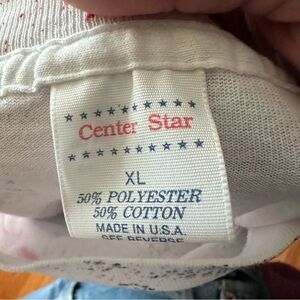 Center Star
XL
50% POLYESTER
50% COTTON
MADE IN U.S.A.
SEE REVERSE